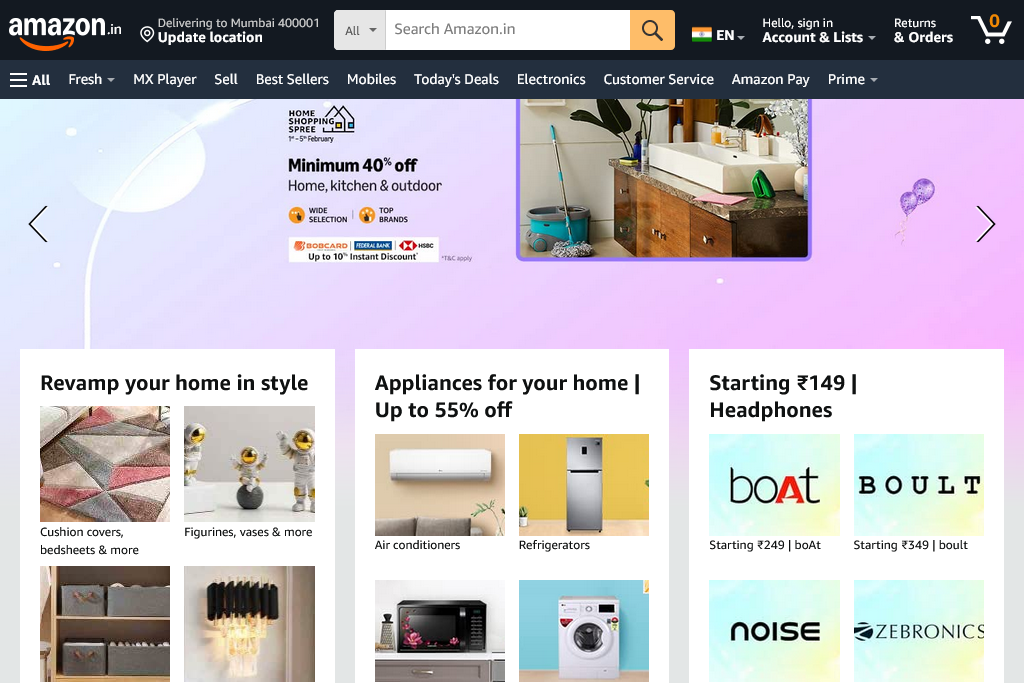 amazon.in
Delivering to Mumbai 400001
Update location
All
Search Amazon.in
EN
Hello, sign in
Account & Lists
Returns
& Orders
0
All
Fresh
MX Player
Sell
Best Sellers
Mobiles
Today's Deals
Electronics
Customer Service
Amazon Pay
Prime
HOME
SHOPPING
SPREE
1st - 5th February
Minimum 40% off
Home, kitchen & outdoor
WIDE
SELECTION
TOP
BRANDS
BOBCARD
FEDERAL BANK
HSBC
Up to 10% Instant Discount*
*T&C apply
Revamp your home in style
Cushion covers,
bedsheets & more
Figurines, vases & more
Appliances for your home |
Up to 55% off
Air conditioners
Refrigerators
Starting ₹149 |
Headphones
boAt
BOULT
Starting ₹249 | boAt
Starting ₹349 | boult
noise
ZEBRONICS